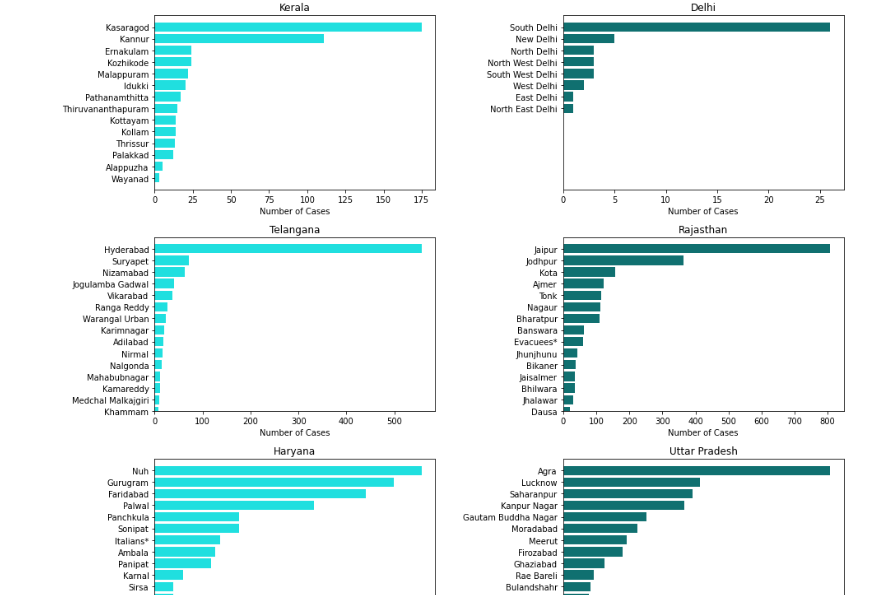 Kerala
Kasaragod
Kannur
Ernakulam
Kozhikode
Malappuram
Idukki
Pathanamthitta
Thiruvananthapuram
Kottayam
Kollam
Thrissur
Palakkad
Alappuzha
Wayanad
0 25 50 75 100 125 150 175
Number of Cases
Delhi
South Delhi
New Delhi
North Delhi
North West Delhi
South West Delhi
West Delhi
East Delhi
North East Delhi
0 5 10 15 20 25
Number of Cases
Telangana
Hyderabad
Suryapet
Nizamabad
Jogulamba Gadwal
Vikarabad
Ranga Reddy
Warangal Urban
Karimnagar
Adilabad
Nirmal
Nalgonda
Mahabubnagar
Kamareddy
Medchal Malkajgiri
Khammam
0 100 200 300 400 500
Number of Cases
Rajasthan
Jaipur
Jodhpur
Kota
Ajmer
Tonk
Nagaur
Bharatpur
Banswara
Evacuees*
Jhunjhunu
Bikaner
Jaisalmer
Bhilwara
Jhalawar
Dausa
0 100 200 300 400 500 600 700 800
Number of Cases
Haryana
Nuh
Gurugram
Faridabad
Palwal
Panchkula
Sonipat
Italians*
Ambala
Panipat
Karnal
Sirsa
Uttar Pradesh
Agra
Lucknow
Saharanpur
Kanpur Nagar
Gautam Buddha Nagar
Moradabad
Meerut
Firozabad
Ghaziabad
Rae Bareli
Bulandshahr